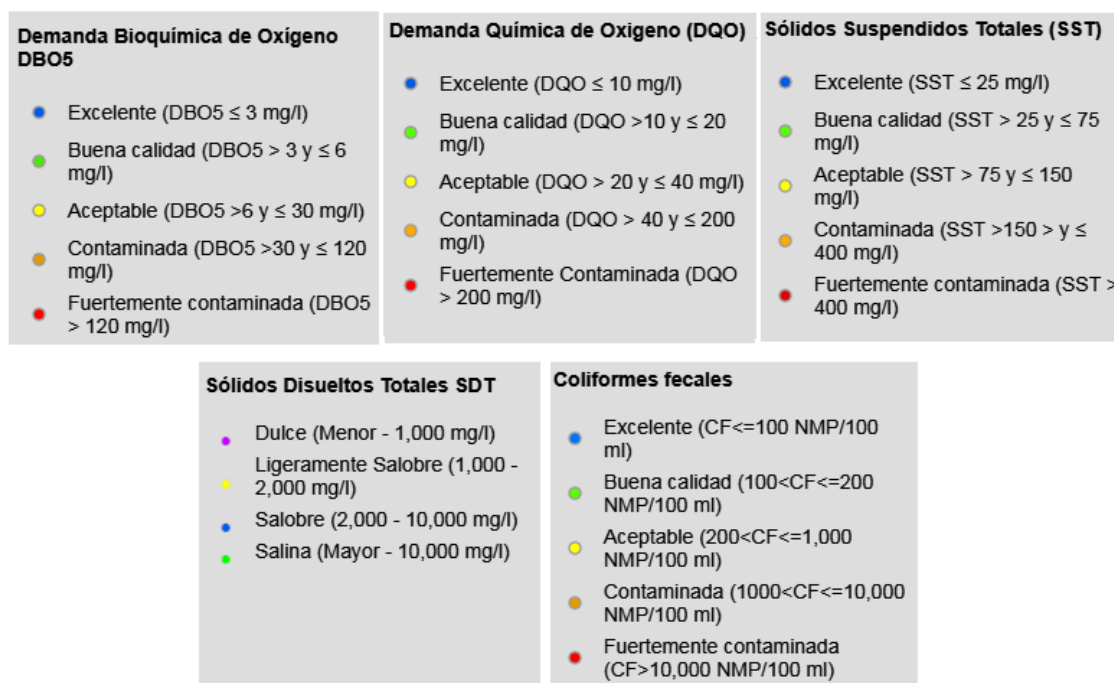 Demanda Bioquímica de Oxígeno
DBO5
Excelente (DBO5 ≤ 3 mg/l)
Buena calidad (DBO5 > 3 y ≤ 6
mg/l)
Aceptable (DBO5 >6 y ≤ 30 mg/l)
Contaminada (DBO5 >30 y ≤ 120
mg/l)
Fuertemente contaminada (DBO5
> 120 mg/l)
Demanda Química de Oxigeno (DQO)
Excelente (DQO ≤ 10 mg/l)
Buena calidad (DQO >10 y ≤ 20
mg/l)
Aceptable (DQO > 20 y ≤ 40 mg/l)
Contaminada (DQO > 40 y ≤ 200
mg/l)
Fuertemente Contaminada (DQO
> 200 mg/l)
Sólidos Suspendidos Totales (SST)
Excelente (SST ≤ 25 mg/l)
Buena calidad (SST > 25 y ≤ 75
mg/l)
Aceptable (SST > 75 y ≤ 150
mg/l)
Contaminada (SST >150 > y ≤
400 mg/l)
Fuertemente contaminada (SST >
400 mg/l)
Sólidos Disueltos Totales SDT
Dulce (Menor - 1,000 mg/l)
Ligeramente Salobre (1,000 -
2,000 mg/l)
Salobre (2,000 - 10,000 mg/l)
Salina (Mayor - 10,000 mg/l)
Coliformes fecales
Excelente (CF<=100 NMP/100
ml)
Buena calidad (100<CF<=200
NMP/100 ml)
Aceptable (200<CF<=1,000
NMP/100 ml)
Contaminada (1000<CF<=10,000
NMP/100 ml)
Fuertemente contaminada
(CF>10,000 NMP/100 ml)